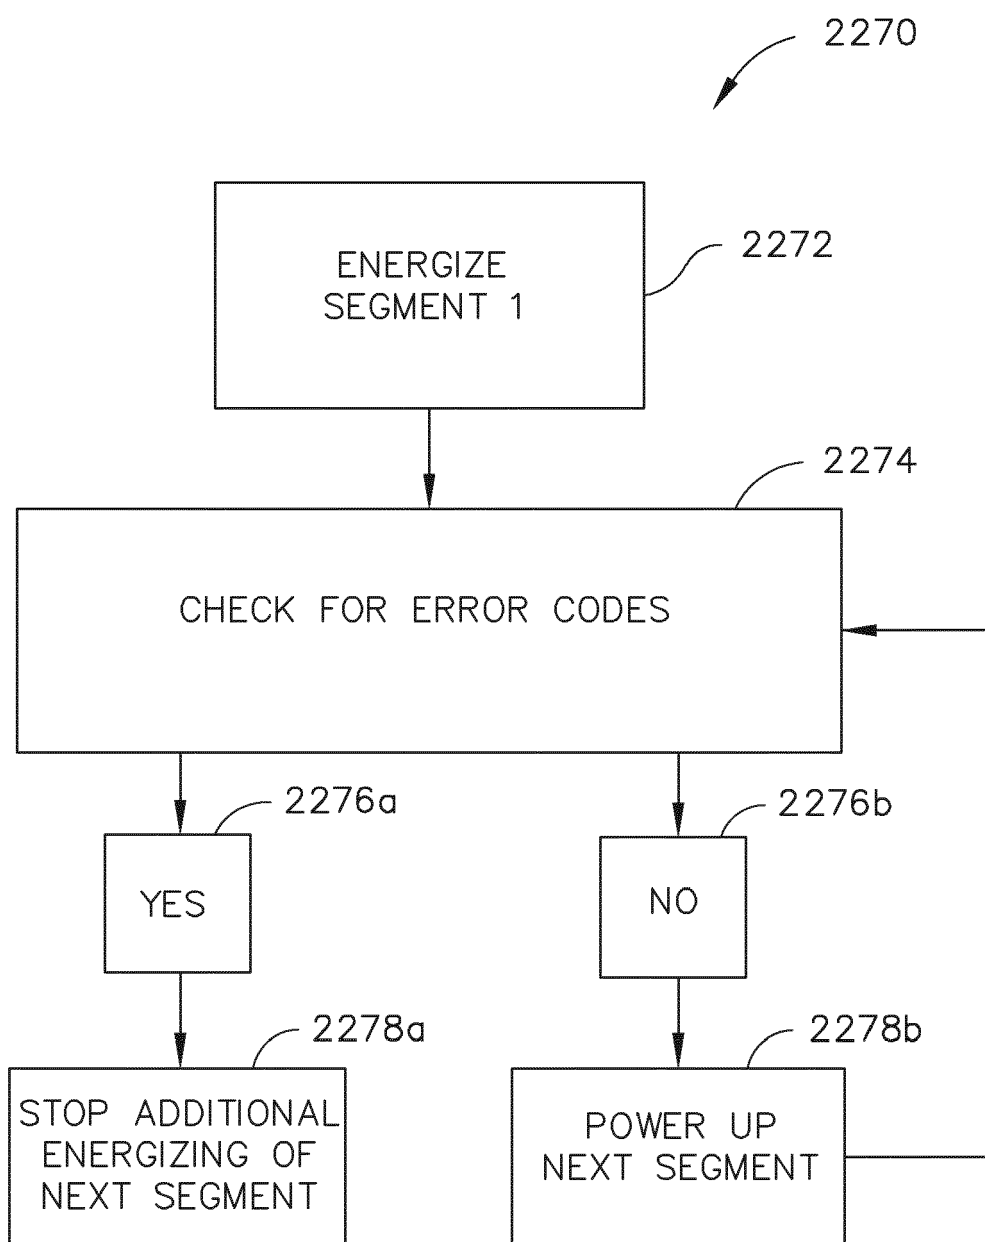 2270
ENERGIZE
SEGMENT 1
2272
2274
CHECK FOR ERROR CODES
2276a
2276b
YES
NO
2278a
2278b
STOP ADDITIONAL
ENERGIZING OF
NEXT SEGMENT
POWER UP
NEXT SEGMENT